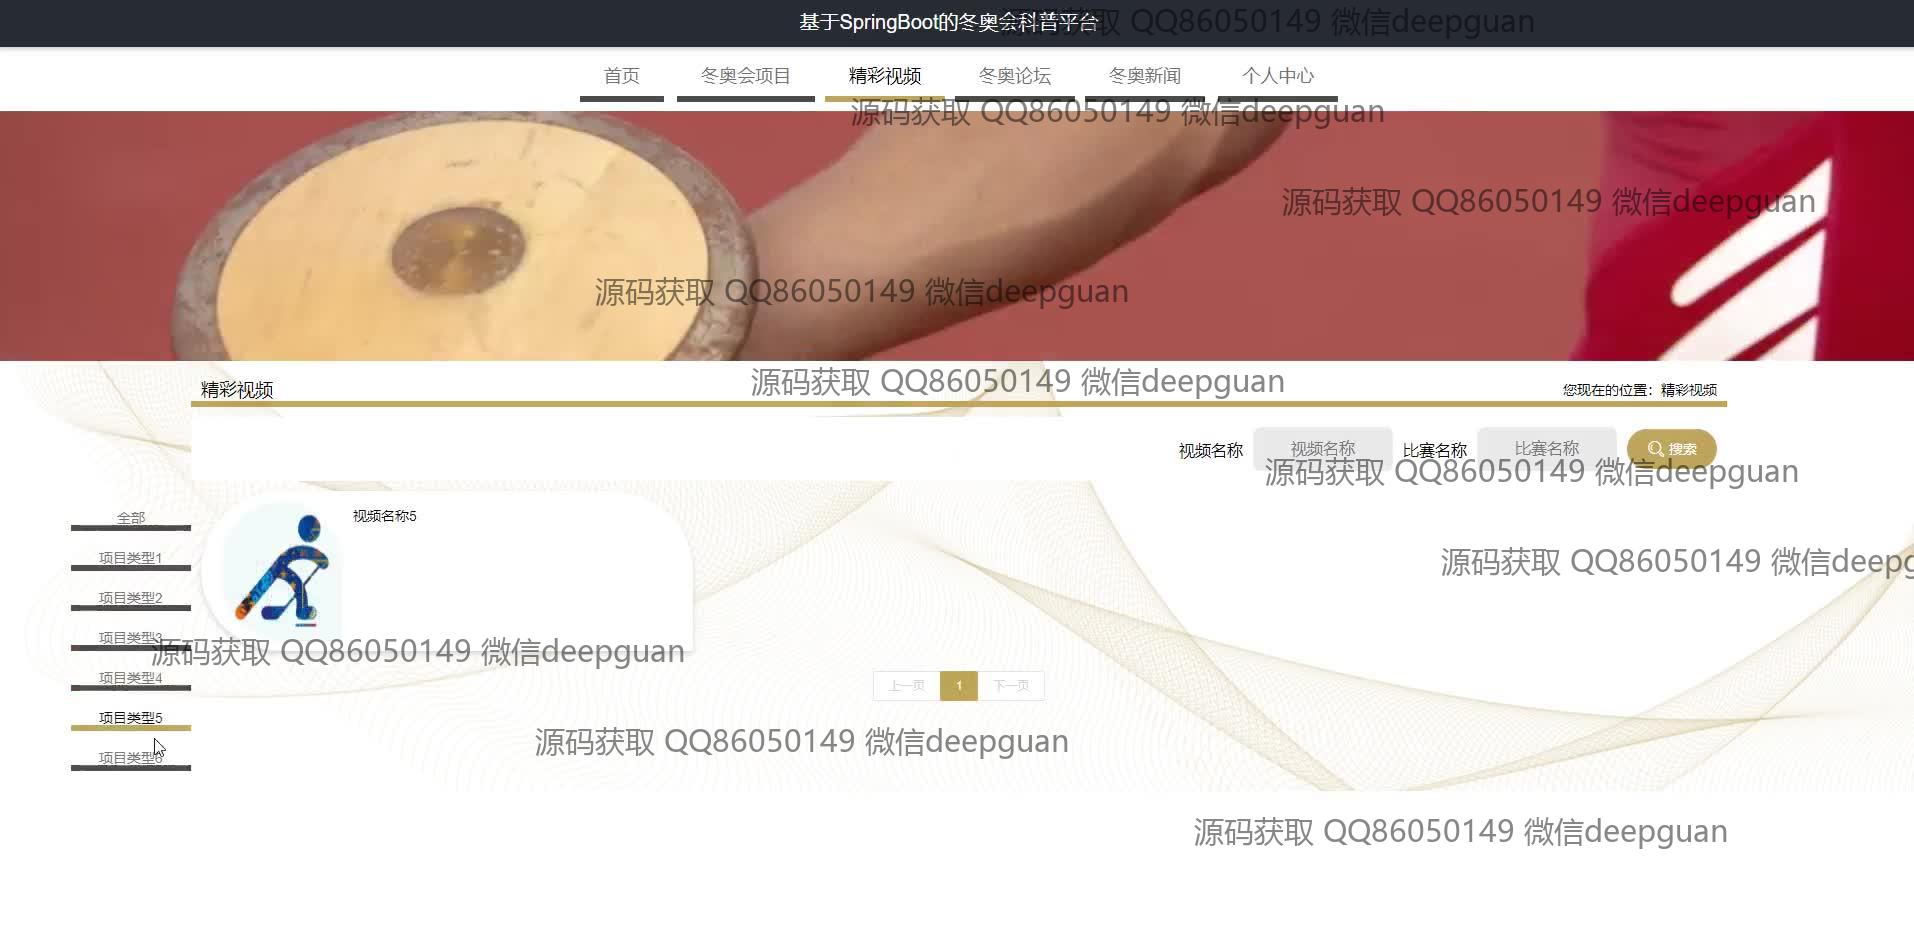 基于SpringBoot的冬奥会科普平台
源码获取 QQ86050149 微信deepguan
首页 冬奥会项目 精彩视频 冬奥论坛 冬奥新闻 个人中心
源码获取 QQ86050149 微信deepguan
源码获取 QQ86050149 微信deepguan
源码获取 QQ86050149 微信deepguan
源码获取 QQ86050149 微信deepguan
精彩视频
您现在的位置：精彩视频
视频名称 视频名称 比赛名称 比赛名称 搜索
源码获取 QQ86050149 微信deepguan
全部
视频名称5
项目类型1
源码获取 QQ86050149 微信deepg
项目类型2
项目类型3
源码获取 QQ86050149 微信deepguan
项目类型4
上一页 1 下一页
项目类型5
源码获取 QQ86050149 微信deepguan
项目类型6
源码获取 QQ86050149 微信deepguan